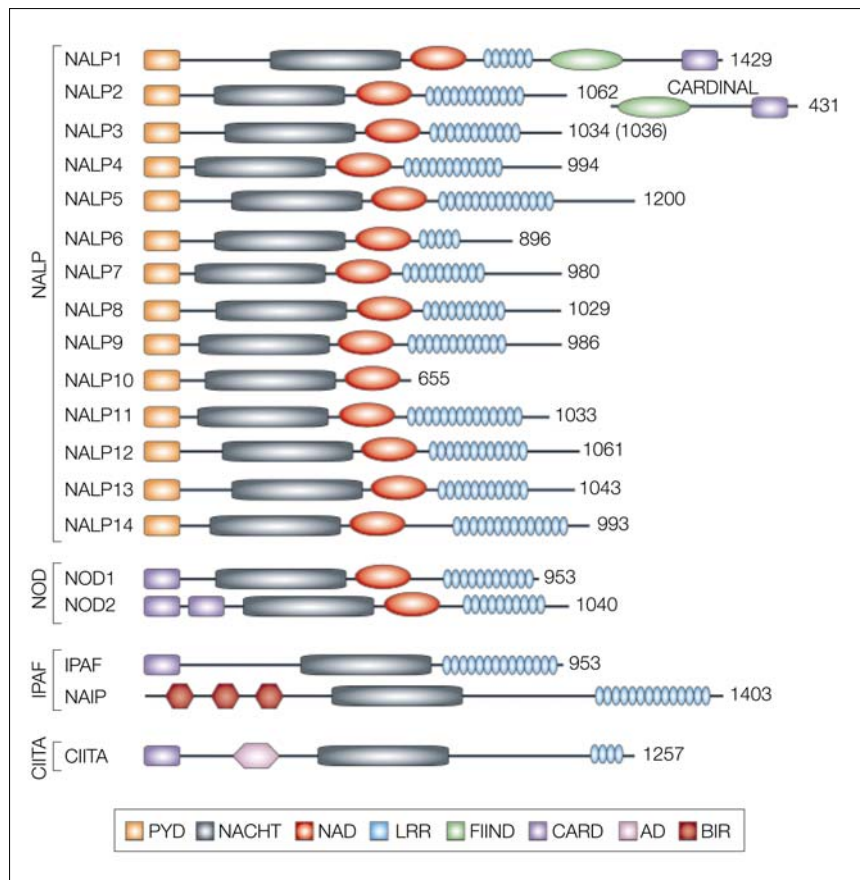 NALP
NALP1 1429
NALP2 1062
CARDINAL 431
NALP3 1034 (1036)
NALP4 994
NALP5 1200
NALP6 896
NALP7 980
NALP8 1029
NALP9 986
NALP10 655
NALP11 1033
NALP12 1061
NALP13 1043
NALP14 993
NOD
NOD1 953
NOD2 1040
IPAF
IPAF 953
NAIP 1403
CIITA
CIITA 1257
PYD NACHT NAD LRR FIIND CARD AD BIR